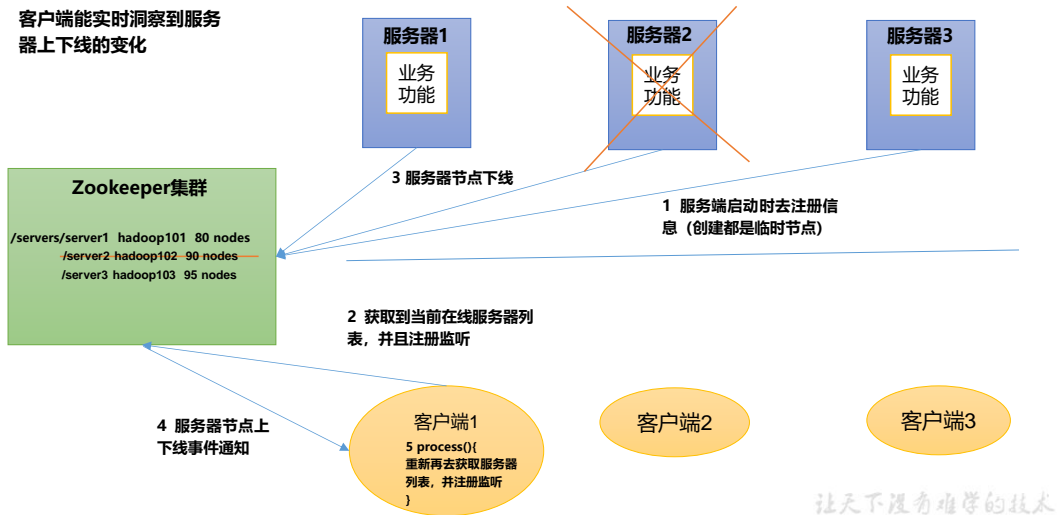 客户端能实时洞察到服务
器上下线的变化
服务器1
业务
功能
服务器2
业务
功能
服务器3
业务
功能
3 服务器节点下线
1 服务端启动时去注册信
息（创建都是临时节点）
Zookeeper集群
/servers/server1 hadoop101 80 nodes
/server2 hadoop102 90 nodes
/server3 hadoop103 95 nodes
2 获取到当前在线服务器列
表，并且注册监听
4 服务器节点上
下线事件通知
客户端1
5 process(){
重新再去获取服务器
列表，并注册监听
}
客户端2
客户端3
让天下没有难学的技术